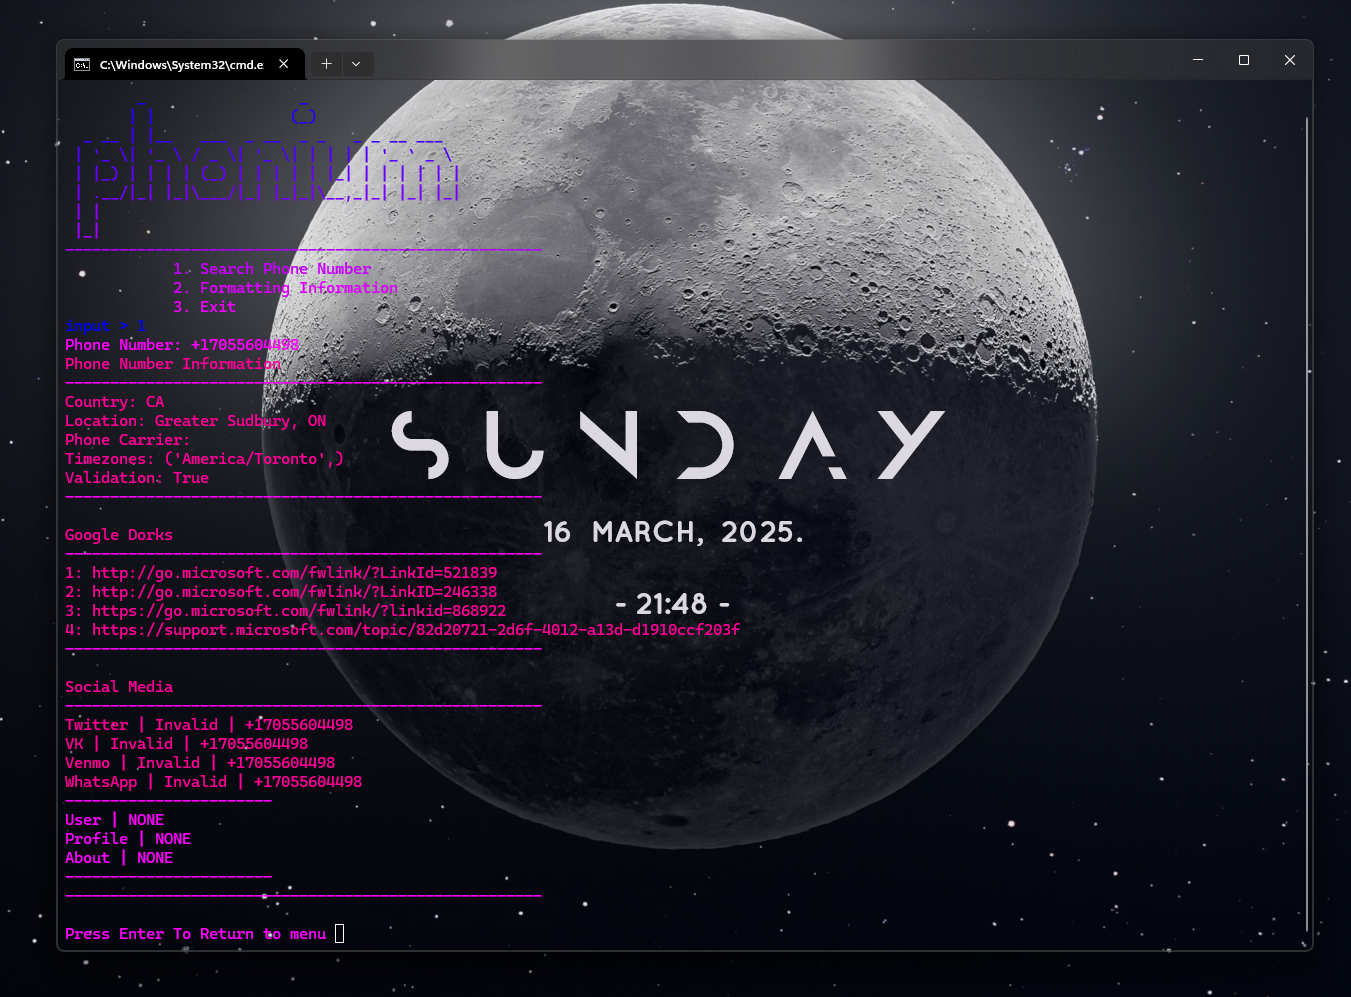 C:\Windows\System32\cmd.e
phonium
1. Search Phone Number
2. Formatting Information
3. Exit
input > 1
Phone Number: +17055604498
Phone Number Information
Country: CA
Location: Greater Sudbury, ON
Phone Carrier:
Timezones: ('America/Toronto',)
Validation: True
SUNDAY
16 MARCH, 2025.
- 21:48 -
Google Dorks
1: http://go.microsoft.com/fwlink/?LinkId=521839
2: http://go.microsoft.com/fwlink/?LinkID=246338
3: https://go.microsoft.com/fwlink/?linkid=868922
4: https://support.microsoft.com/topic/82d20721-2d6f-4012-a13d-d1910ccf203f
Social Media
Twitter | Invalid | +17055604498
VK | Invalid | +17055604498
Venmo | Invalid | +17055604498
WhatsApp | Invalid | +17055604498
User | NONE
Profile | NONE
About | NONE
Press Enter To Return to menu